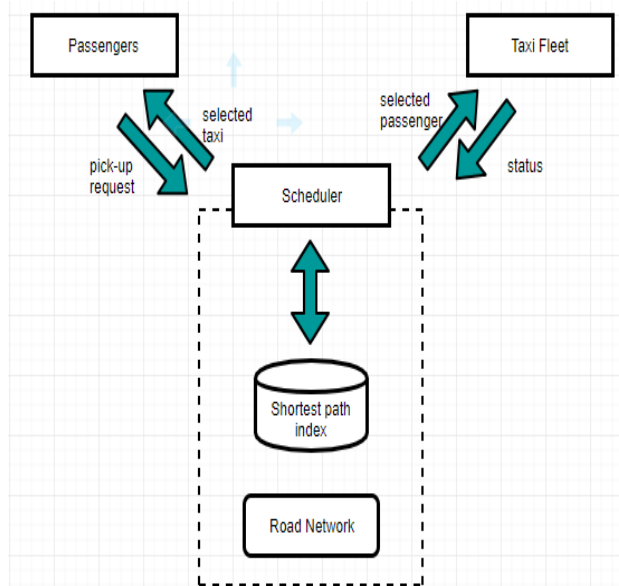 Passengers
Taxi Fleet
selected
taxi
selected
passenger
pick-up
request
status
Scheduler
Shortest path
index
Road Network